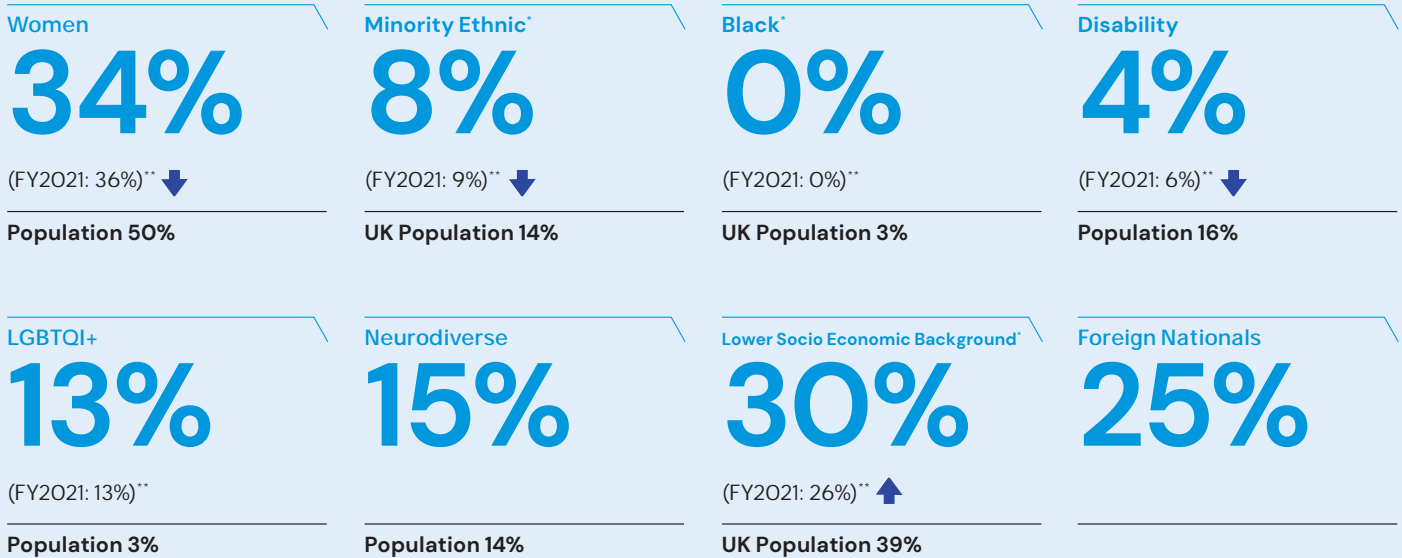 Women
34%
(FY2021: 36%)**
Population 50%
Minority Ethnic*
8%
(FY2021: 9%)**
UK Population 14%
Black*
0%
(FY2021: 0%)**
UK Population 3%
Disability
4%
(FY2021: 6%)**
Population 16%
LGBTQI+
13%
(FY2021: 13%)**
Population 3%
Neurodiverse
15%
Population 14%
Lower Socio Economic Background*
30%
(FY2021: 26%)**
UK Population 39%
Foreign Nationals
25%